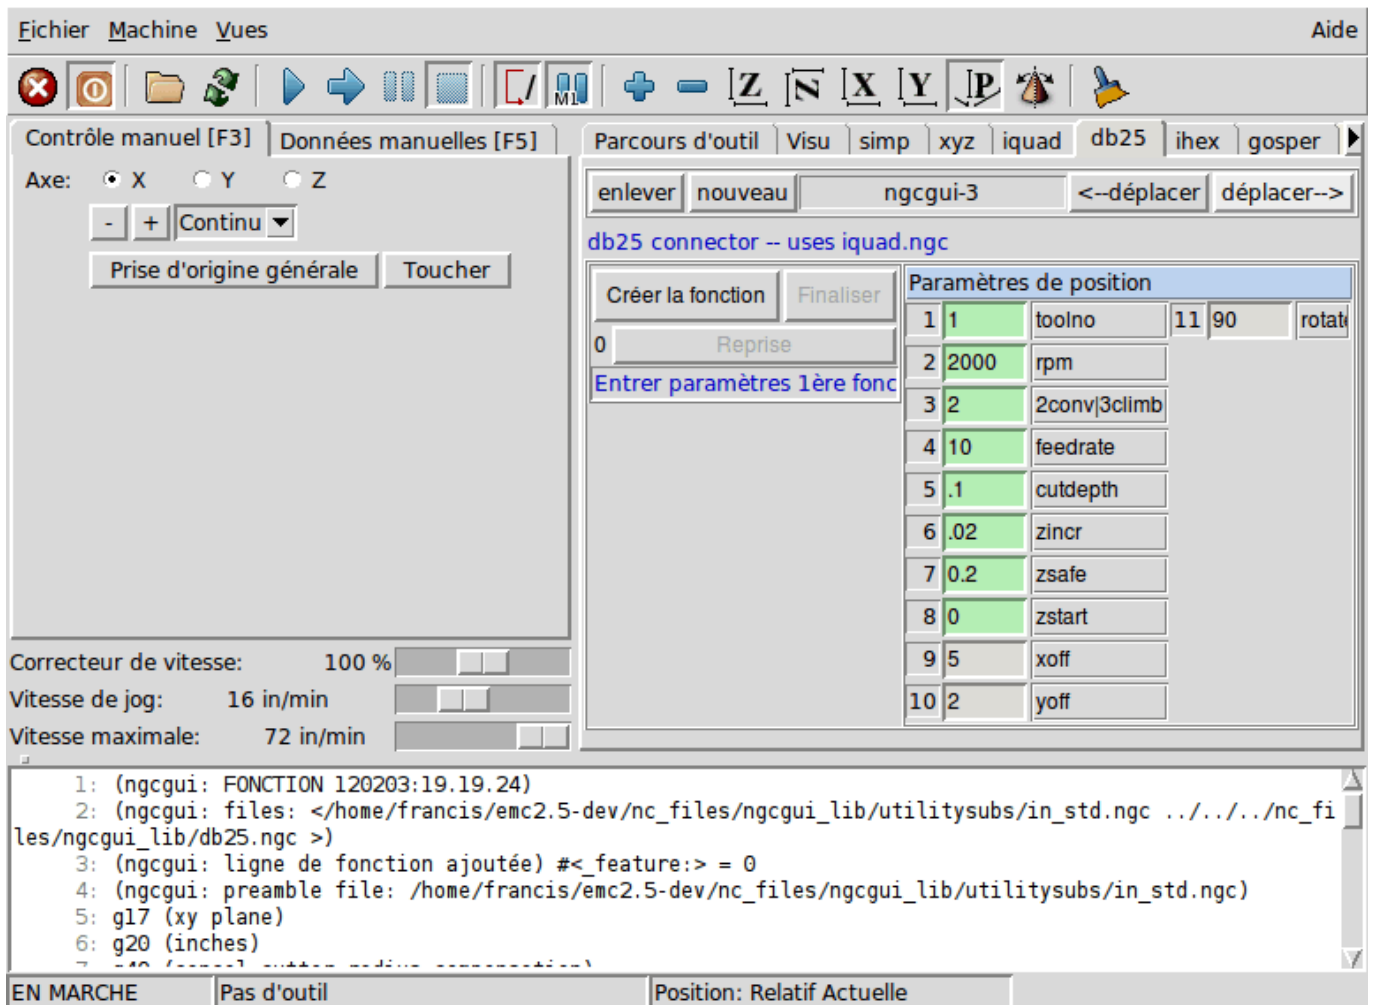 Fichier Machine Vues Aide
M1 Z N X Y P
Contrôle manuel [F3] Données manuelles [F5]
Axe: X Y Z
- + Continu
Prise d'origine générale Toucher
Correcteur de vitesse: 100 %
Vitesse de jog: 16 in/min
Vitesse maximale: 72 in/min
Parcours d'outil Visu simp xyz iquad db25 ihex gosper
enlever nouveau ngcgui-3 <--déplacer déplacer-->
db25 connector -- uses iquad.ngc
Créer la fonction Finaliser
0 Reprise
Entrer paramètres 1ère fonc
Paramètres de position
1 1 toolno 11 90 rotate
2 2000 rpm
3 2 2conv|3climb
4 10 feedrate
5 .1 cutdepth
6 .02 zincr
7 0.2 zsafe
8 0 zstart
9 5 xoff
10 2 yoff
1: (ngcgui: FONCTION 120203:19.19.24)
2: (ngcgui: files: </home/francis/emc2.5-dev/nc_files/ngcgui_lib/utilitysubs/in_std.ngc ../../../nc_fi
les/ngcgui_lib/db25.ngc >)
3: (ngcgui: ligne de fonction ajoutée) #<_feature:> = 0
4: (ngcgui: preamble file: /home/francis/emc2.5-dev/nc_files/ngcgui_lib/utilitysubs/in_std.ngc)
5: g17 (xy plane)
6: g20 (inches)
7: g40 (cancel cutter radius compensation)
EN MARCHE Pas d'outil Position: Relatif Actuelle